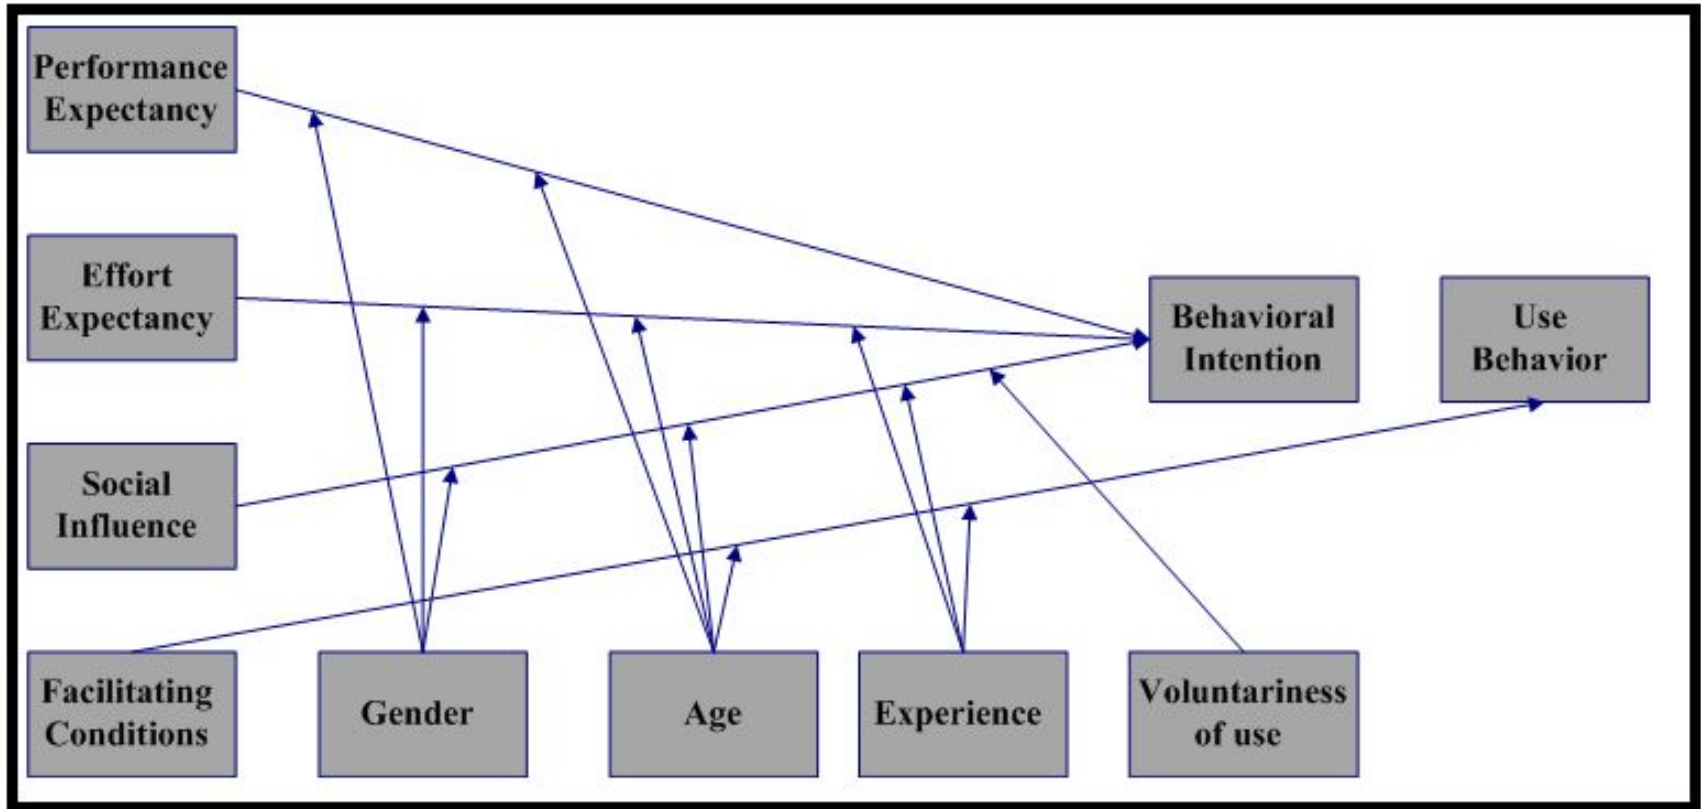 Performance
Expectancy
Effort
Expectancy
Behavioral
Intention
Use
Behavior
Social
Influence
Facilitating
Conditions
Gender
Age
Experience
Voluntariness
of use